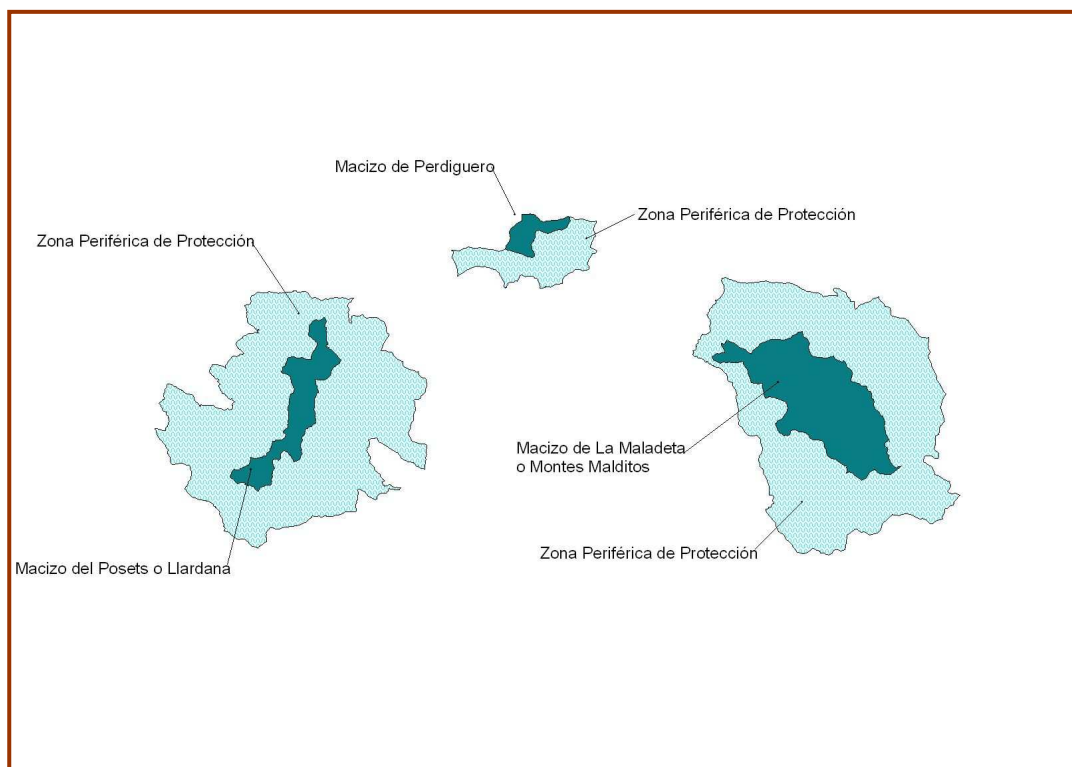 Macizo de Perdiguero
Zona Periférica de Protección
Zona Periférica de Protección
Macizo de La Maladeta
o Montes Malditos
Zona Periférica de Protección
Macizo del Posets o Llardana